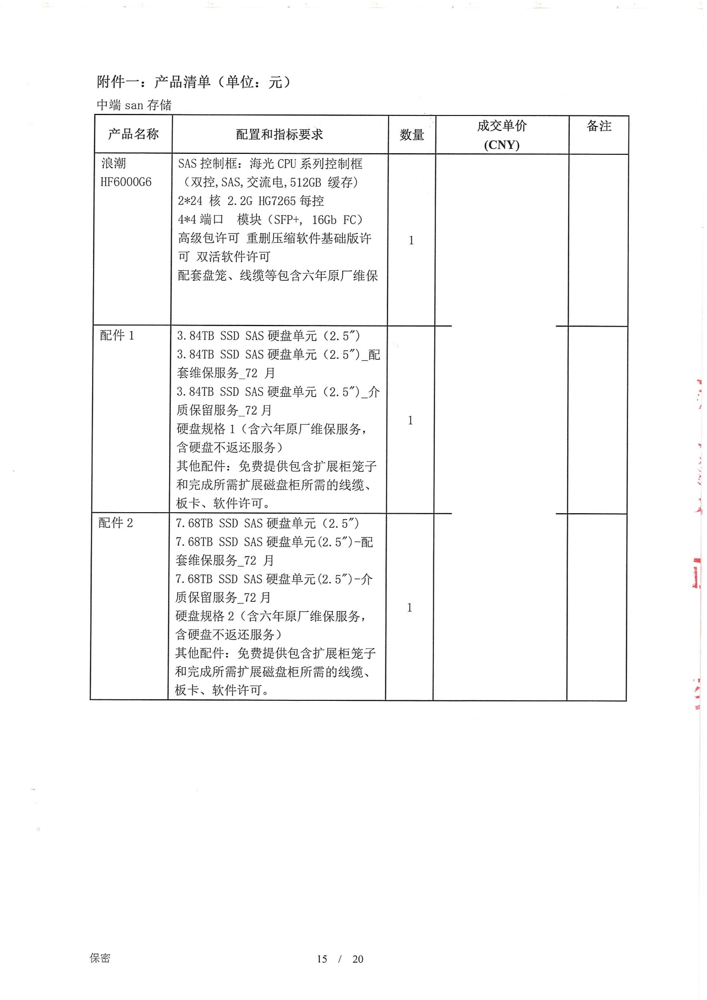 附件一：产品清单（单位：元）
中端 san 存储
产品名称
配置和指标要求
数量
成交单价
(CNY)
备注
浪潮
HF6000G6
SAS 控制框：海光 CPU 系列控制框
（双控,SAS,交流电,512GB 缓存）
2*24 核 2.2G HG7265 每控
4*4 端口 模块（SFP+, 16Gb FC）
高级包许可 重删压缩软件基础版许
可 双活软件许可
配套盘笼、线缆等包含六年原厂维保
1
配件 1
3.84TB SSD SAS 硬盘单元（2.5″）
3.84TB SSD SAS 硬盘单元（2.5″)_配
套维保服务_72 月
3.84TB SSD SAS 硬盘单元（2.5″)_介
质保留服务_72 月
硬盘规格 1（含六年原厂维保服务，
含硬盘不返还服务）
其他配件：免费提供包含扩展柜笼子
和完成所需扩展磁盘柜所需的线缆、
板卡、软件许可。
1
配件 2
7.68TB SSD SAS 硬盘单元（2.5″）
7.68TB SSD SAS 硬盘单元(2.5″)-配
套维保服务_72 月
7.68TB SSD SAS 硬盘单元(2.5″)-介
质保留服务_72 月
硬盘规格 2（含六年原厂维保服务，
含硬盘不返还服务）
其他配件：免费提供包含扩展柜笼子
和完成所需扩展磁盘柜所需的线缆、
板卡、软件许可。
1
保密
15 / 20